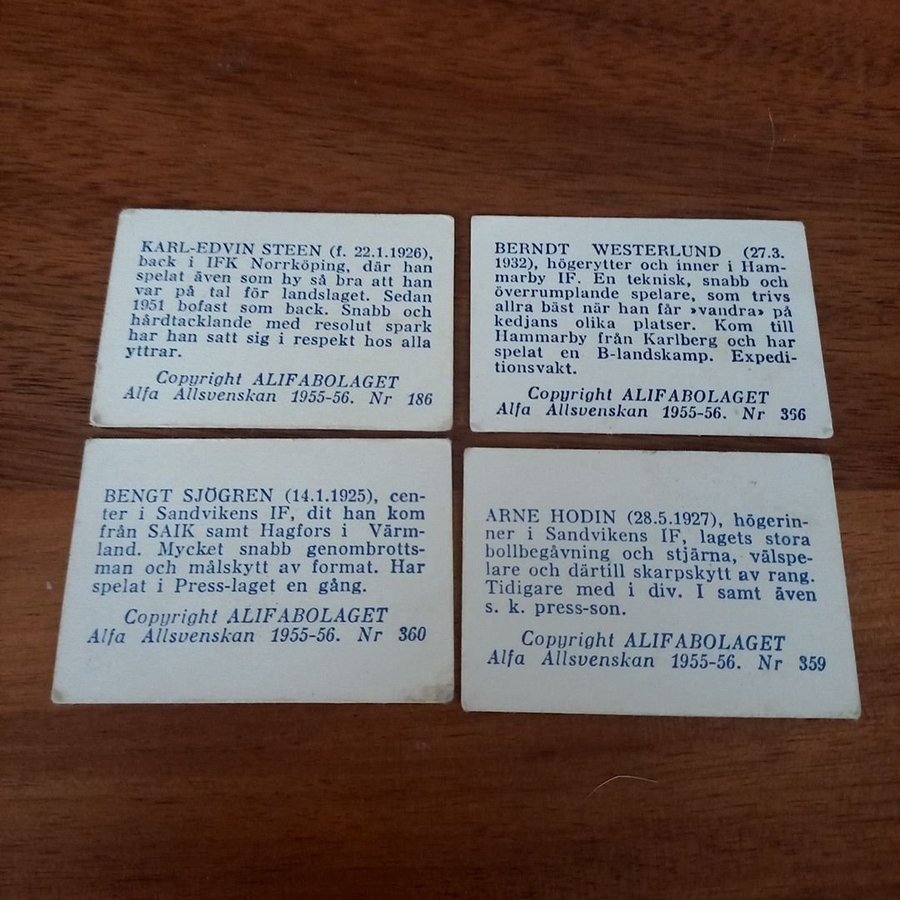 KARL-EDVIN STEEN (f. 22.1.1926),
back i IFK Norrköping, där han
spelat även som hy så bra att han
var på tal för landslaget. Sedan
1951 bofast som back. Snabb och
hårdtacklande med resolut spark
har han satt sig i respekt hos alla
yttrar.
Copyright ALIFABOLAGET
Alfa Allsvenskan 1955-56. Nr 186
BERNDT WESTERLUND (27.3.
1932), högerytter och inner i Ham-
marby IF. En teknisk, snabb och
överrumplande spelare, som trivs
allra bäst när han får »vandra» på
kedjans olika platser. Kom till
Hammarby från Karlberg och har
spelat en B-landskamp. Expedi-
tionsvakt.
Copyright ALIFABOLAGET
Alfa Allsvenskan 1955-56. Nr 366
BENGT SJÖGREN (14.1.1925), cen-
ter i Sandvikens IF, dit han kom
från SAIK samt Hagfors i Värm-
land. Mycket snabb genombrotts-
man och målskytt av format. Har
spelat i Press-laget en gång.
Copyright ALIFABOLAGET
Alfa Allsvenskan 1955-56. Nr 360
ARNE HODIN (28.5.1927), högerin-
ner i Sandvikens IF, lagets stora
bollbegåvning och stjärna, välspe-
lare och därtill skarpskytt av rang.
Tidigare med i div. I samt även
s. k. press-son.
Copyright ALIFABOLAGET
Alfa Allsvenskan 1955-56. Nr 359